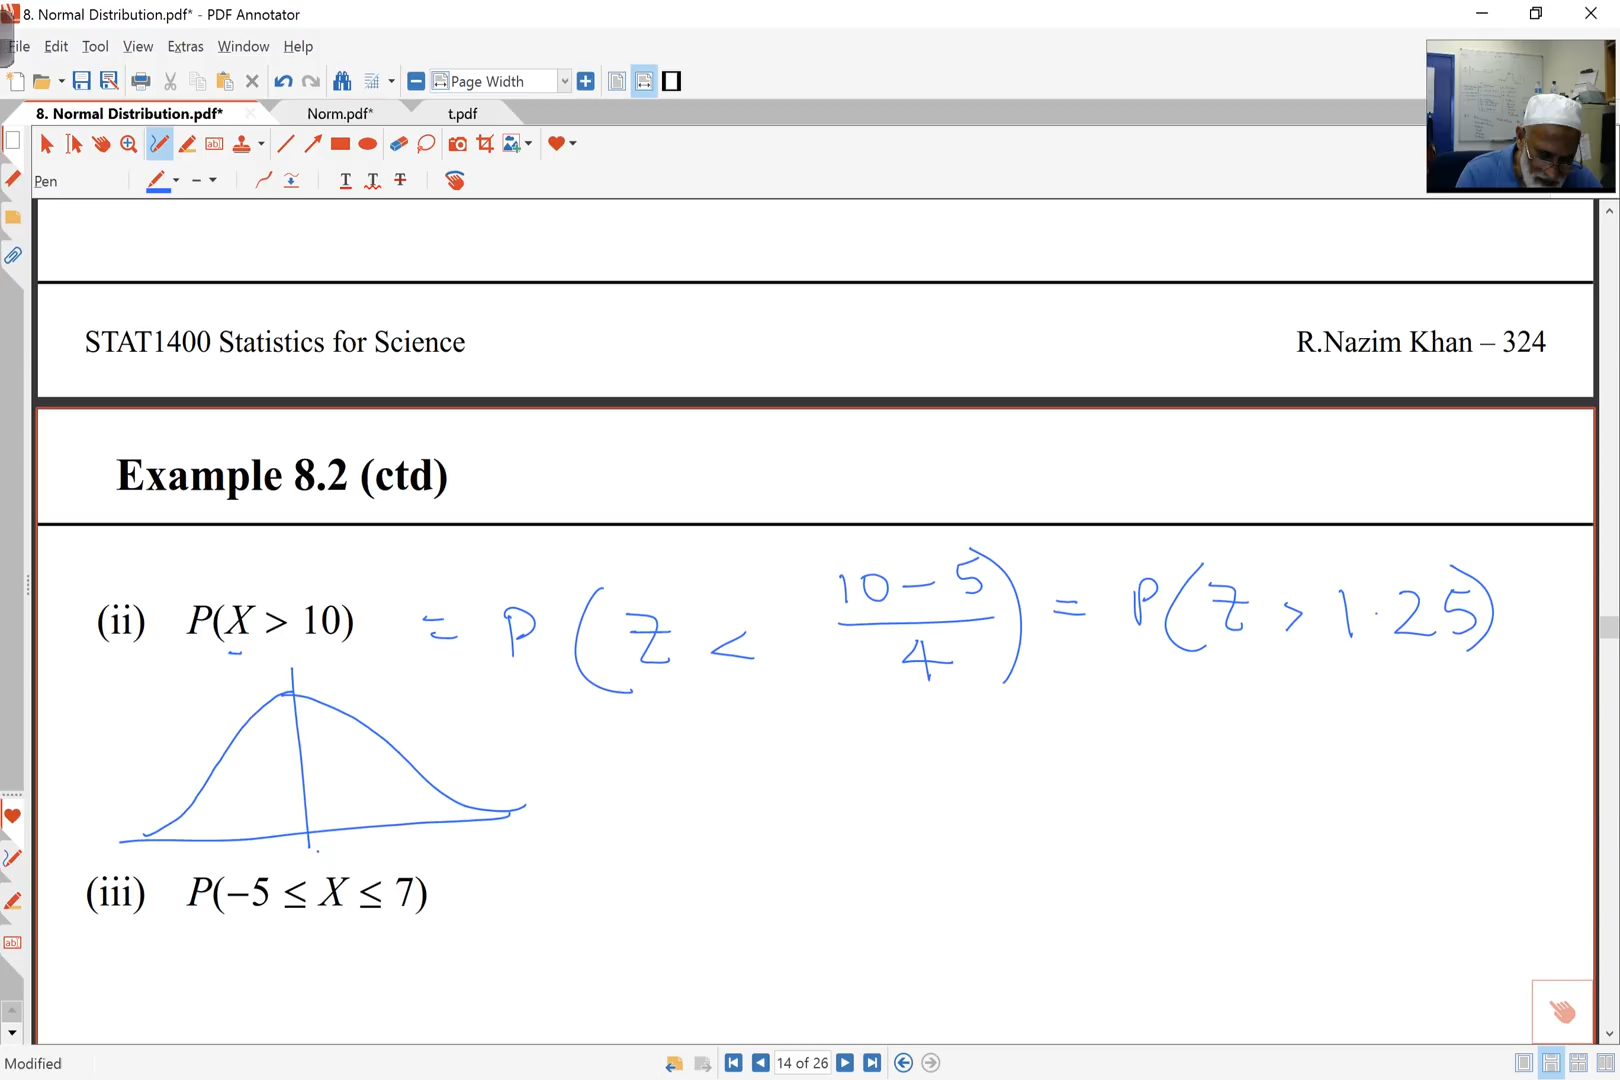 8. Normal Distribution.pdf* - PDF Annotator
File Edit Tool View Extras Window Help
Page Width
8. Normal Distribution.pdf* Norm.pdf* t.pdf
Pen
STAT1400 Statistics for Science R.Nazim Khan – 324
Example 8.2 (ctd)
(ii) P(X > 10) = P(Z < (10 - 5)/4) = P(Z > 1.25)
(iii) P(−5 ≤ X ≤ 7)
Modified 14 of 26